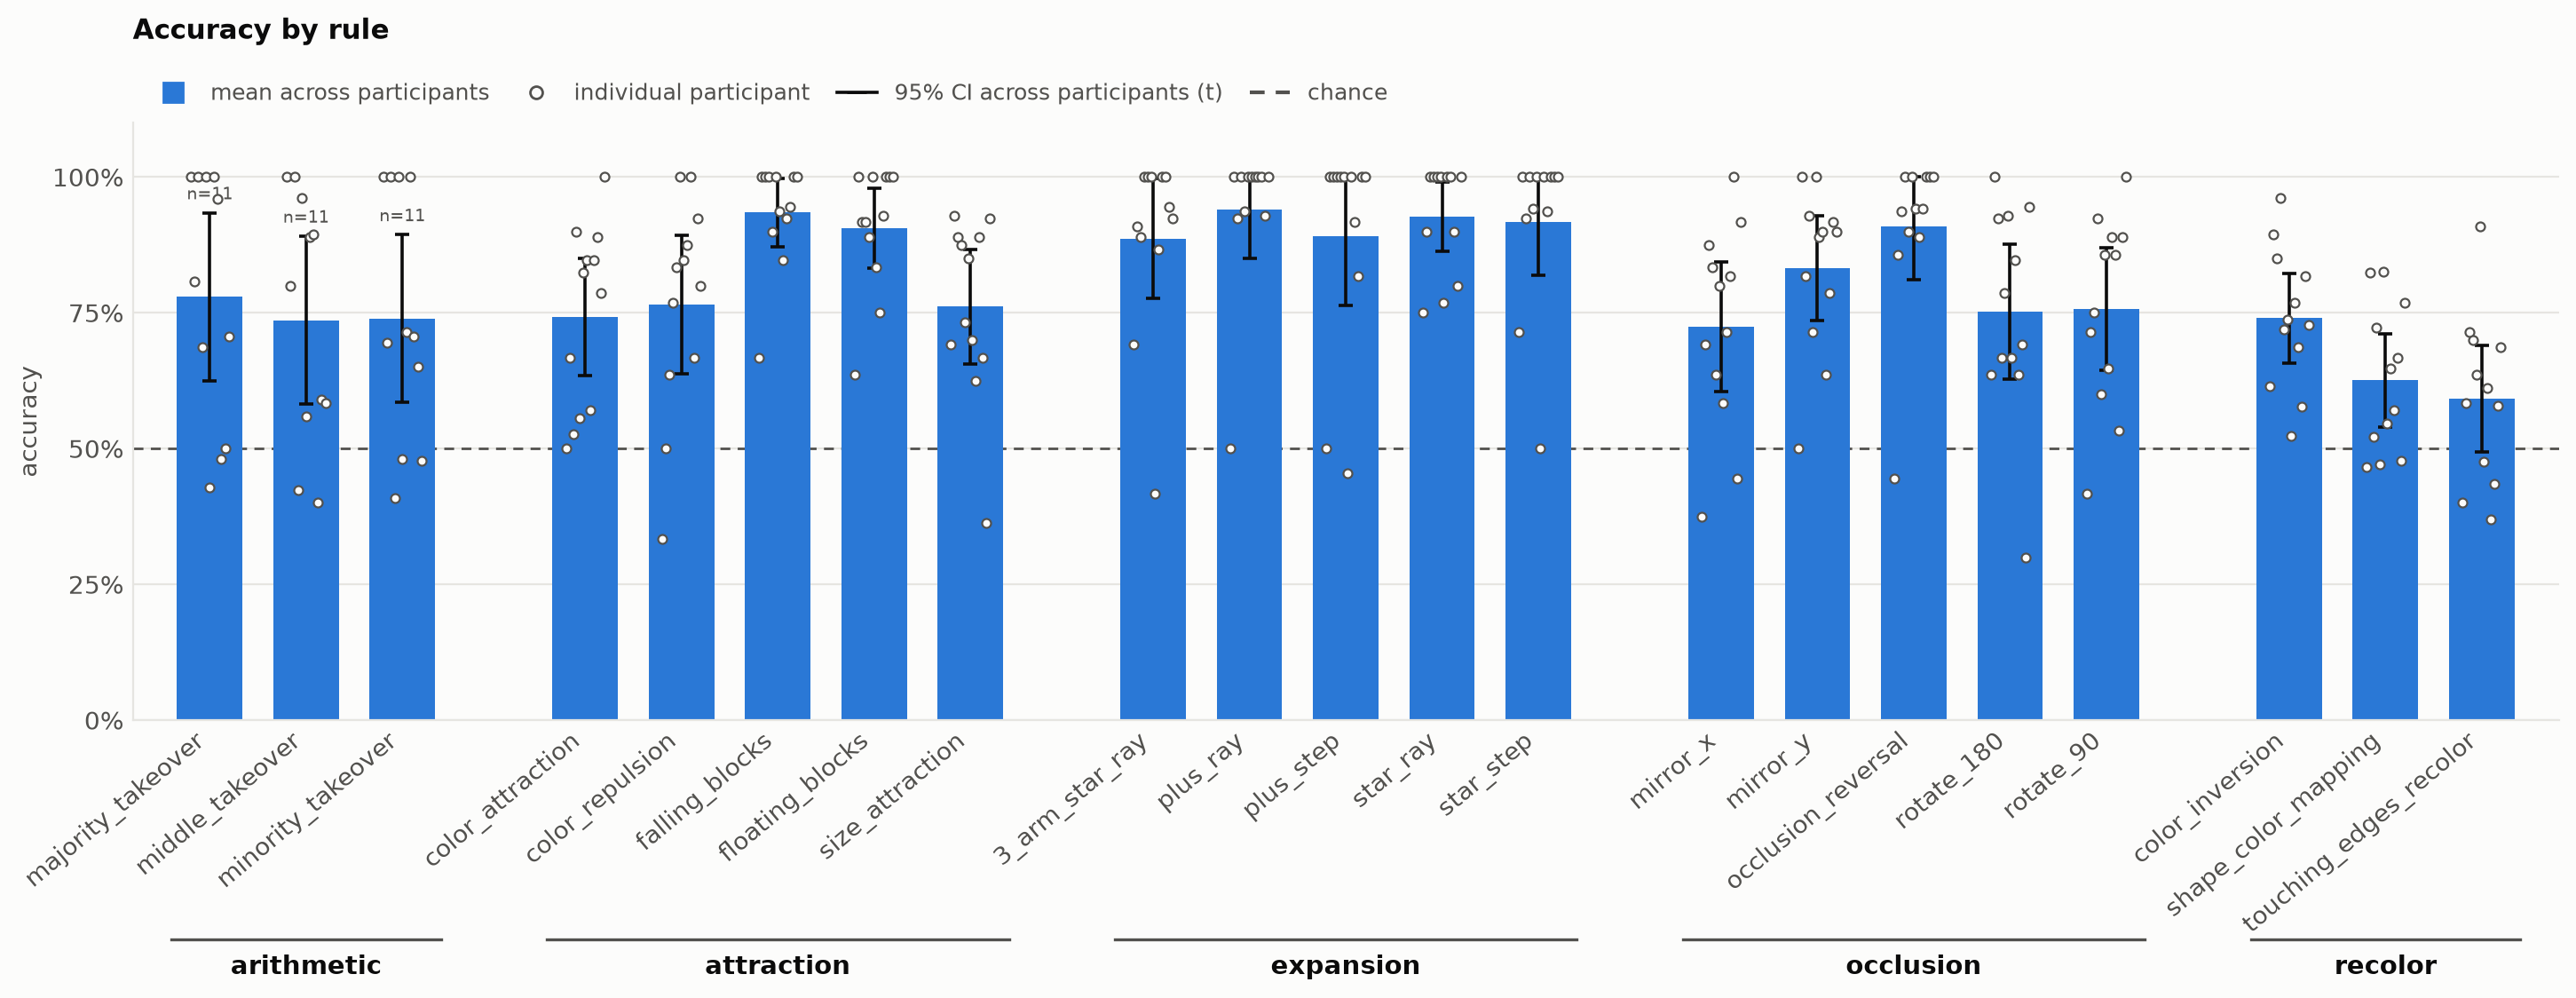 Accuracy by rule
mean across participants individual participant 95% CI across participants (t) chance
accuracy
100%
75%
50%
25%
0%
n=11 n=11 n=11
majority_takeover middle_takeover minority_takeover color_attraction color_repulsion falling_blocks floating_blocks size_attraction 3_arm_star_ray plus_ray plus_step star_ray star_step mirror_x mirror_y occlusion_reversal rotate_180 rotate_90 color_inversion shape_color_mapping touching_edges_recolor
arithmetic attraction expansion occlusion recolor